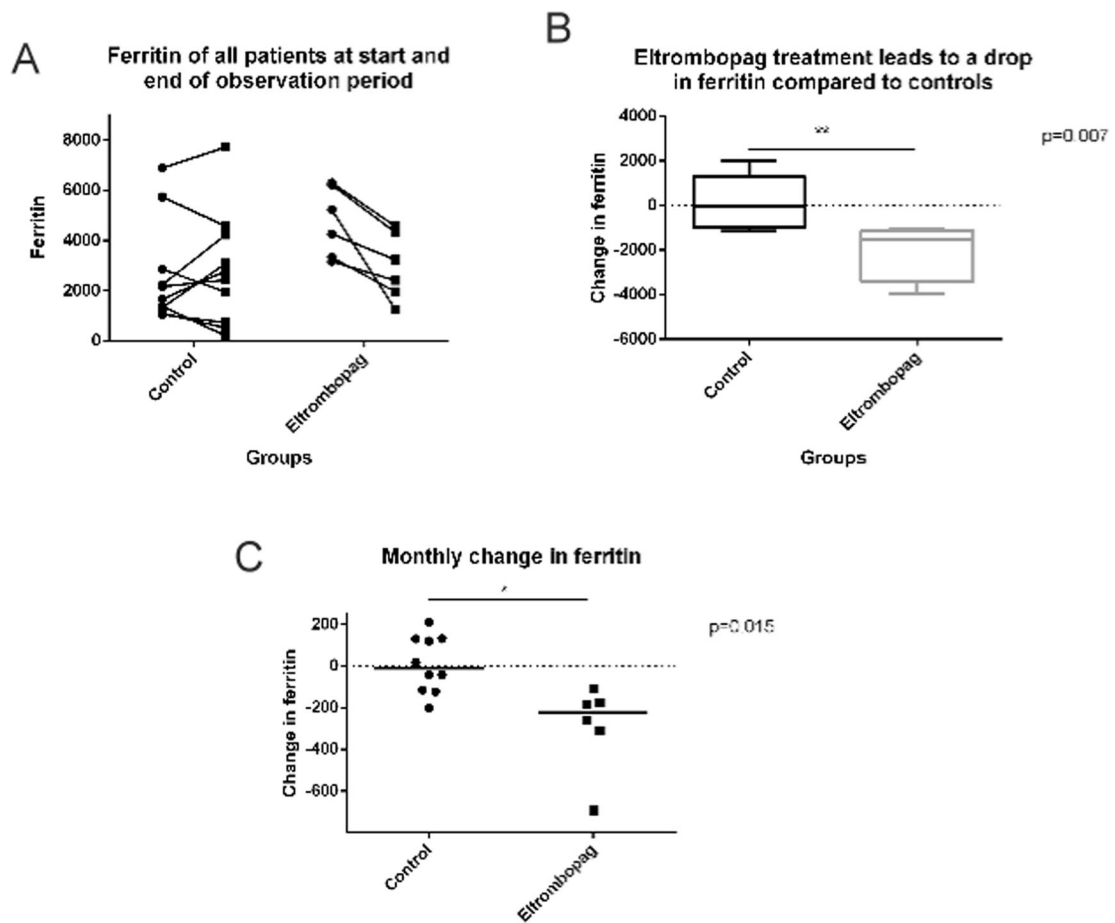 A
Ferritin of all patients at start and
end of observation period
8000
6000
4000
2000
0
Ferritin
Control
Eltrombopag
Groups
B
Eltrombopag treatment leads to a drop
in ferritin compared to controls
4000
2000
0
-2000
-4000
-6000
Change in ferritin
**
p=0.007
Control
Eltrombopag
Groups
C
Monthly change in ferritin
*
200
0
-200
-400
-600
Change in ferritin
p=0.015
Control
Eltrombopag